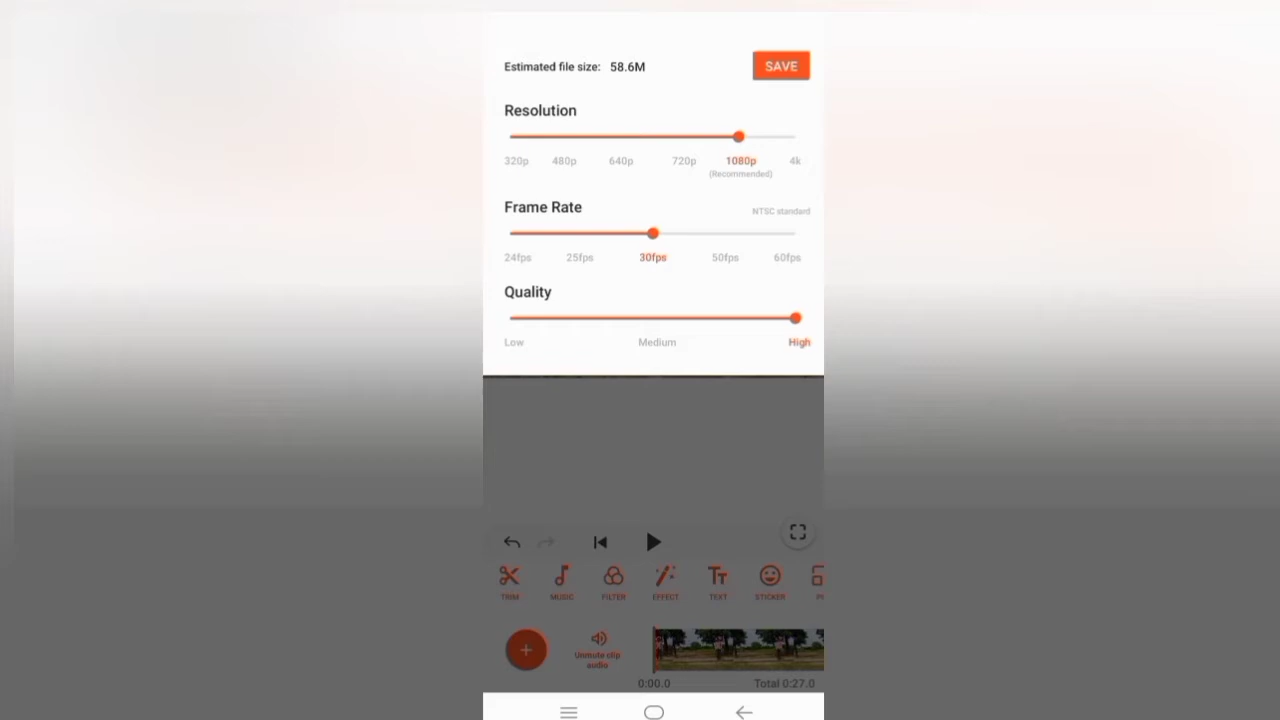 Estimated file size: 58.6M
SAVE
Resolution
320p 480p 640p 720p 1080p 4k
(Recommended)
Frame Rate
NTSC standard
24fps 25fps 30fps 50fps 60fps
Quality
Low Medium High
TRIM MUSIC FILTER EFFECT TEXT STICKER
Unmute clip
audio
0:00.0 Total 0:27.0